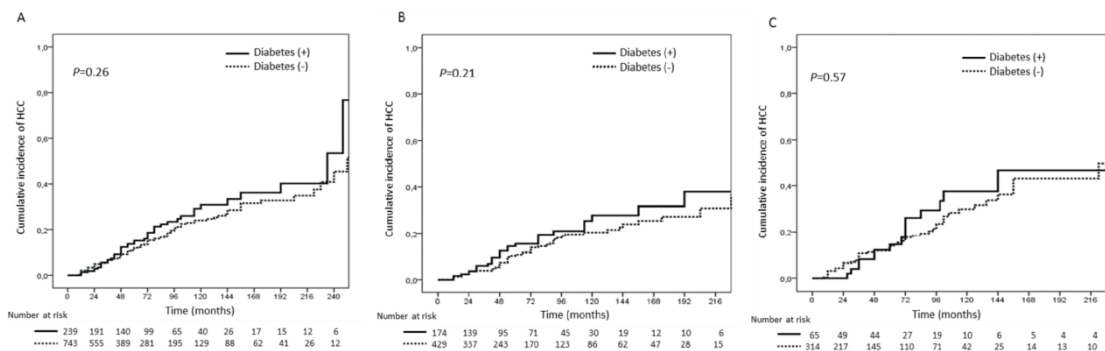 A
P=0.26
Diabetes (+)
Diabetes (-)
Cumulative incidence of HCC
1,0
0,8
0,6
0,4
0,2
0,0
0 24 48 72 96 120 144 168 192 216 240
Time (months)
Number at risk
239 191 140 99 65 40 26 17 15 12 6
743 555 389 281 195 129 88 62 41 26 12
B
P=0.21
Diabetes (+)
Diabetes (-)
Cumulative incidence of HCC
1,0
0,8
0,6
0,4
0,2
0,0
0 24 48 72 96 120 144 168 192 216
Time (months)
Number at risk
174 139 95 71 45 30 19 12 10 6
429 337 243 170 123 86 62 47 28 15
C
P=0.57
Diabetes (+)
Diabetes (-)
Cumulative incidence of HCC
1,0
0,8
0,6
0,4
0,2
0,0
0 24 48 72 96 120 144 168 192 216
Time (months)
Number at risk
65 49 44 27 19 10 6 5 4 4
314 217 145 110 71 42 25 14 13 10